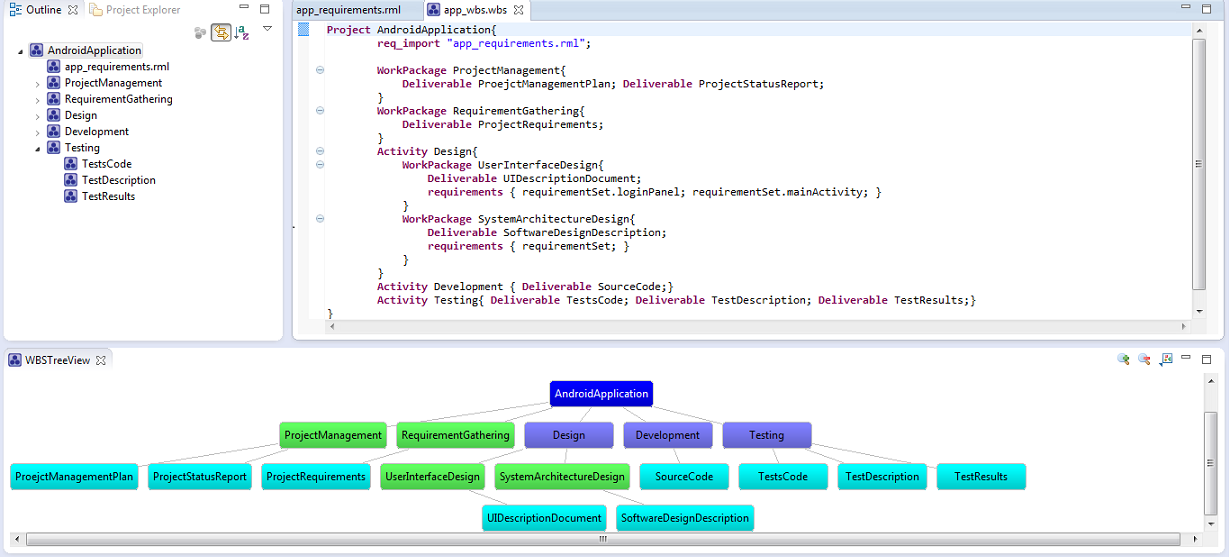 Outline Project Explorer
AndroidApplication
app_requirements.rml
ProjectManagement
RequirementGathering
Design
Development
Testing
TestsCode
TestDescription
TestResults
app_requirements.rml app_wbs.wbs
Project AndroidApplication{
req_import "app_requirements.rml";
WorkPackage ProjectManagement{
Deliverable ProejctManagementPlan; Deliverable ProjectStatusReport;
}
WorkPackage RequirementGathering{
Deliverable ProjectRequirements;
}
Activity Design{
WorkPackage UserInterfaceDesign{
Deliverable UIDescriptionDocument;
requirements { requirementSet.loginPanel; requirementSet.mainActivity; }
}
WorkPackage SystemArchitectureDesign{
Deliverable SoftwareDesignDescription;
requirements { requirementSet; }
}
}
Activity Development { Deliverable SourceCode;}
Activity Testing{ Deliverable TestsCode; Deliverable TestDescription; Deliverable TestResults;}
}
WBSTreeView
AndroidApplication
ProjectManagement RequirementGathering Design Development Testing
ProejctManagementPlan ProjectStatusReport ProjectRequirements UserInterfaceDesign SystemArchitectureDesign SourceCode TestsCode TestDescription TestResults
UIDescriptionDocument SoftwareDesignDescription